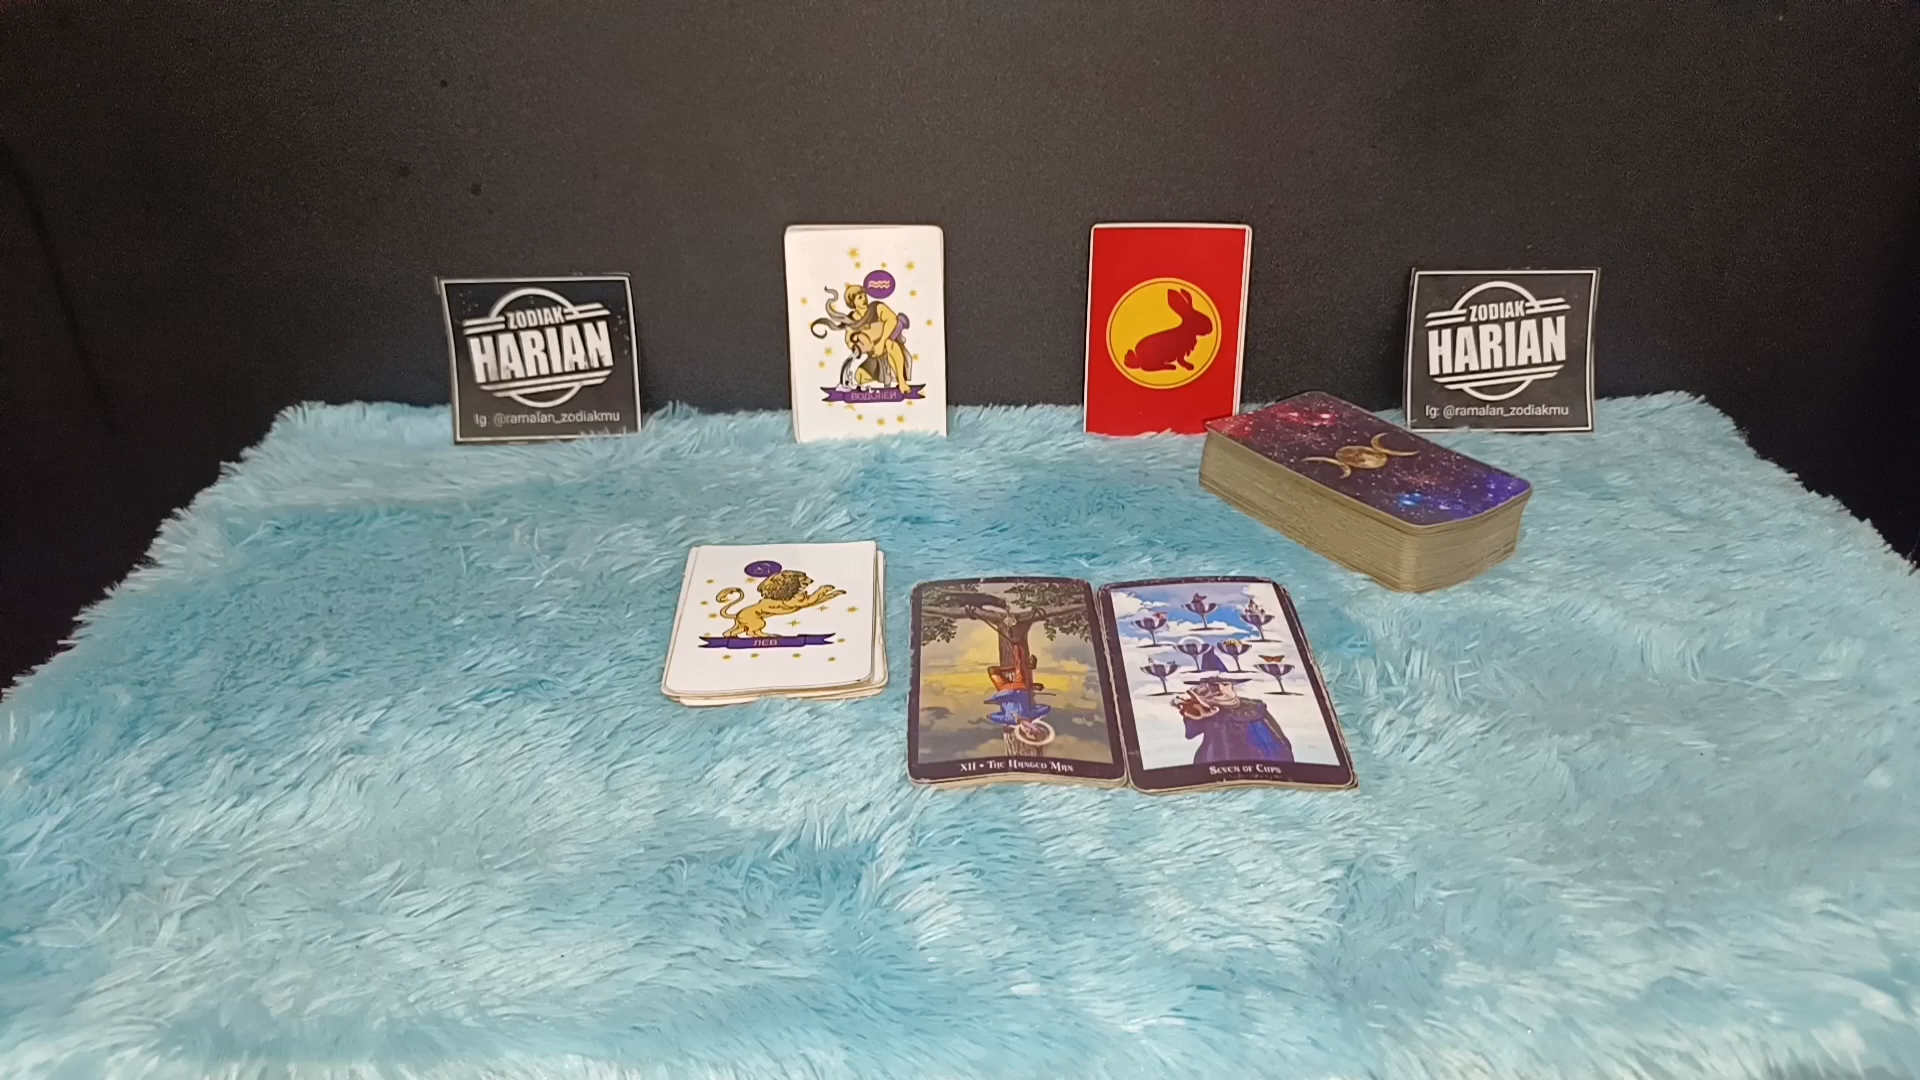 ZODIAK
HARIAN
Ig: @ramalan_zodiakmu
ВОДОЛЕЙ
ZODIAK
HARIAN
Ig: @ramalan_zodiakmu
ЛЕВ
XII • THE HANGED MAN
SEVEN OF CUPS